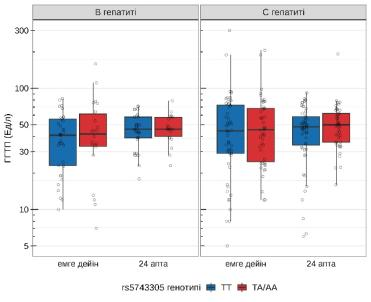 В гепатиті
С гепатиті
ГГТП (Ед/л)
300
100
50
30
10
5
емге дейін
24 апта
емге дейін
24 апта
rs5743305 генотипі
TT
TA/AA